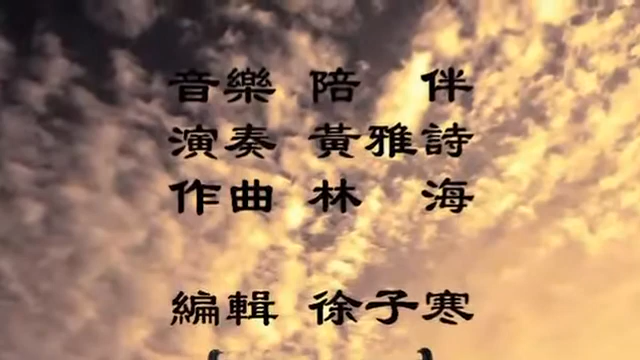 音樂 陪 伴
演奏 黃雅詩
作曲 林 海
編輯 徐子寒